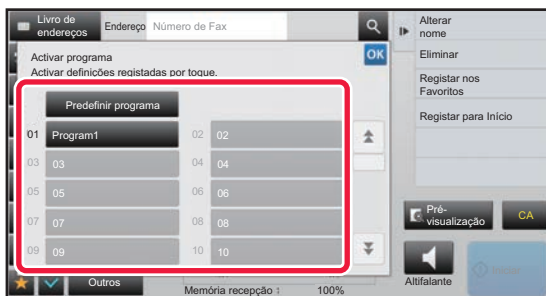 Livro de
endereços
Endereço
Número de Fax
Alterar
nome
Activar programa
OK
Activar definições registadas por toque.
Eliminar
Registar nos
Favoritos
Registar para Início
Predefinir programa
01 Program1
02 02
03 03
04 04
05 05
06 06
07 07
08 08
09 09
10 10
Pré-
visualização
CA
Outros
Memória recepção : 100%
Altifalante